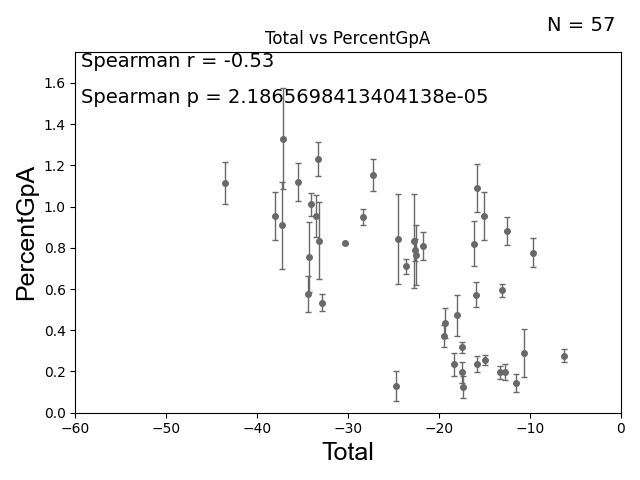 N = 57
Total vs PercentGpA
Spearman r = -0.53
Spearman p = 2.1865698413404138e-05
PercentGpA
1.6
1.4
1.2
1.0
0.8
0.6
0.4
0.2
0.0
−60 −50 −40 −30 −20 −10 0
Total